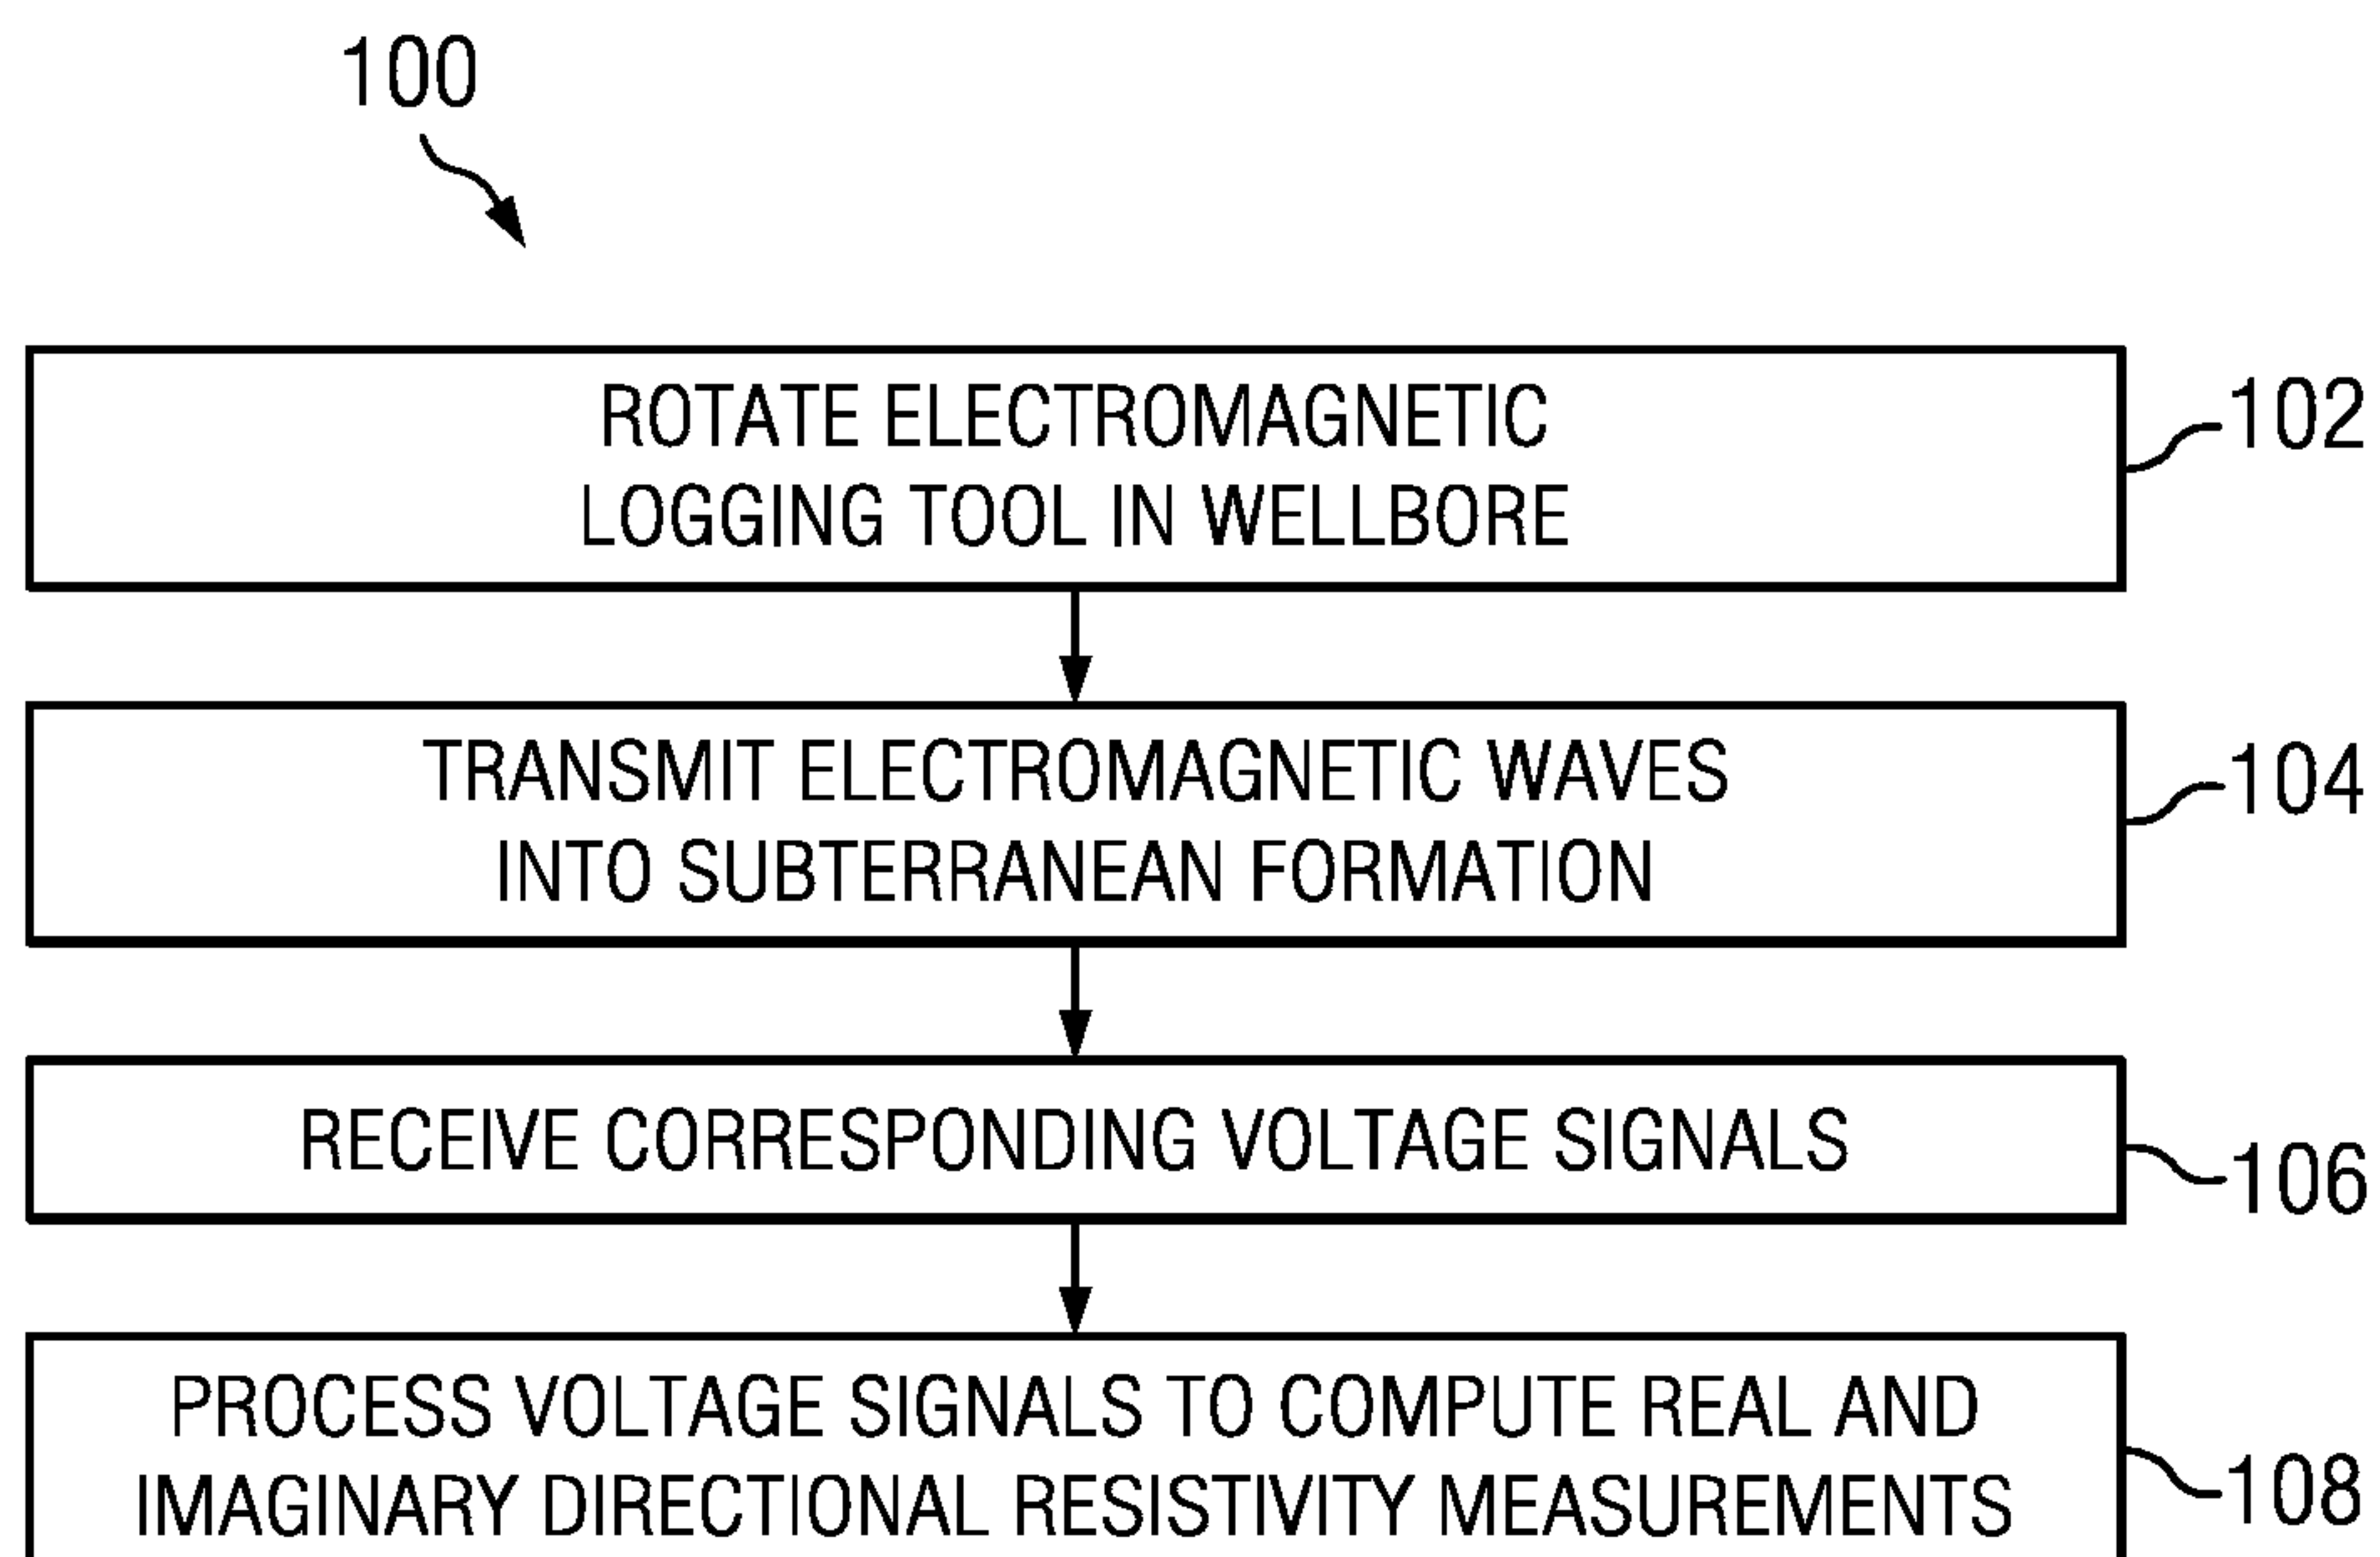 100
ROTATE ELECTROMAGNETIC
LOGGING TOOL IN WELLBORE
102
TRANSMIT ELECTROMAGNETIC WAVES
INTO SUBTERRANEAN FORMATION
104
RECEIVE CORRESPONDING VOLTAGE SIGNALS
106
PROCESS VOLTAGE SIGNALS TO COMPUTE REAL AND
IMAGINARY DIRECTIONAL RESISTIVITY MEASUREMENTS
108